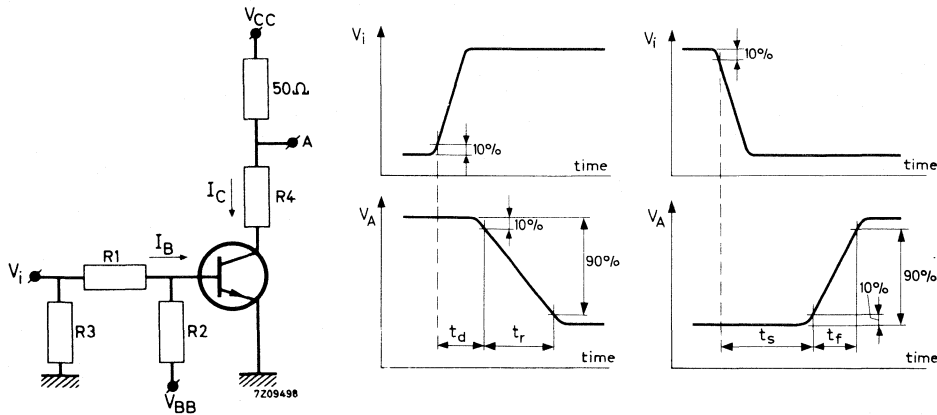 VCC
50Ω
A
IC
R4
R1
IB
Vi
R3
R2
VBB
7Z09498
Vi
10%
time
VA
10%
90%
td
tr
time
Vi
10%
time
VA
10%
90%
ts
tf
time